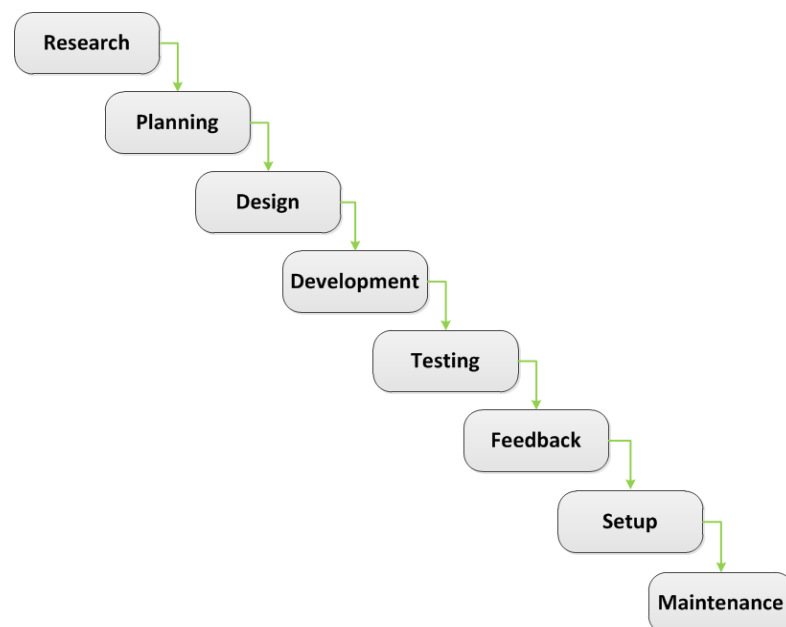 Research
Planning
Design
Development
Testing
Feedback
Setup
Maintenance